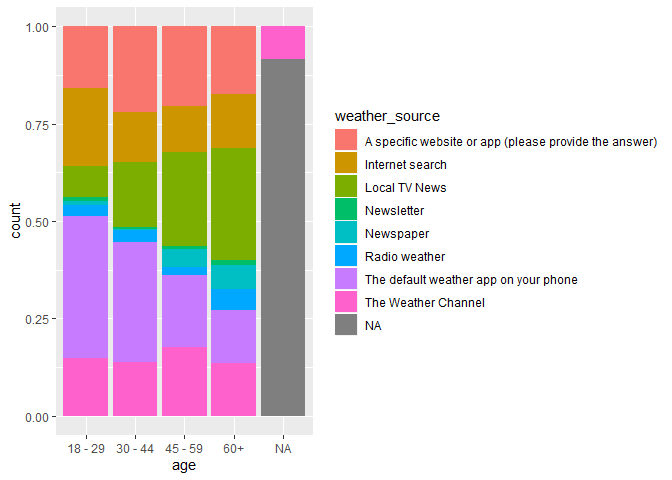 1.00
0.75
0.50
0.25
0.00
count
18 - 29
30 - 44
45 - 59
60+
NA
age
weather_source
A specific website or app (please provide the answer)
Internet search
Local TV News
Newsletter
Newspaper
Radio weather
The default weather app on your phone
The Weather Channel
NA